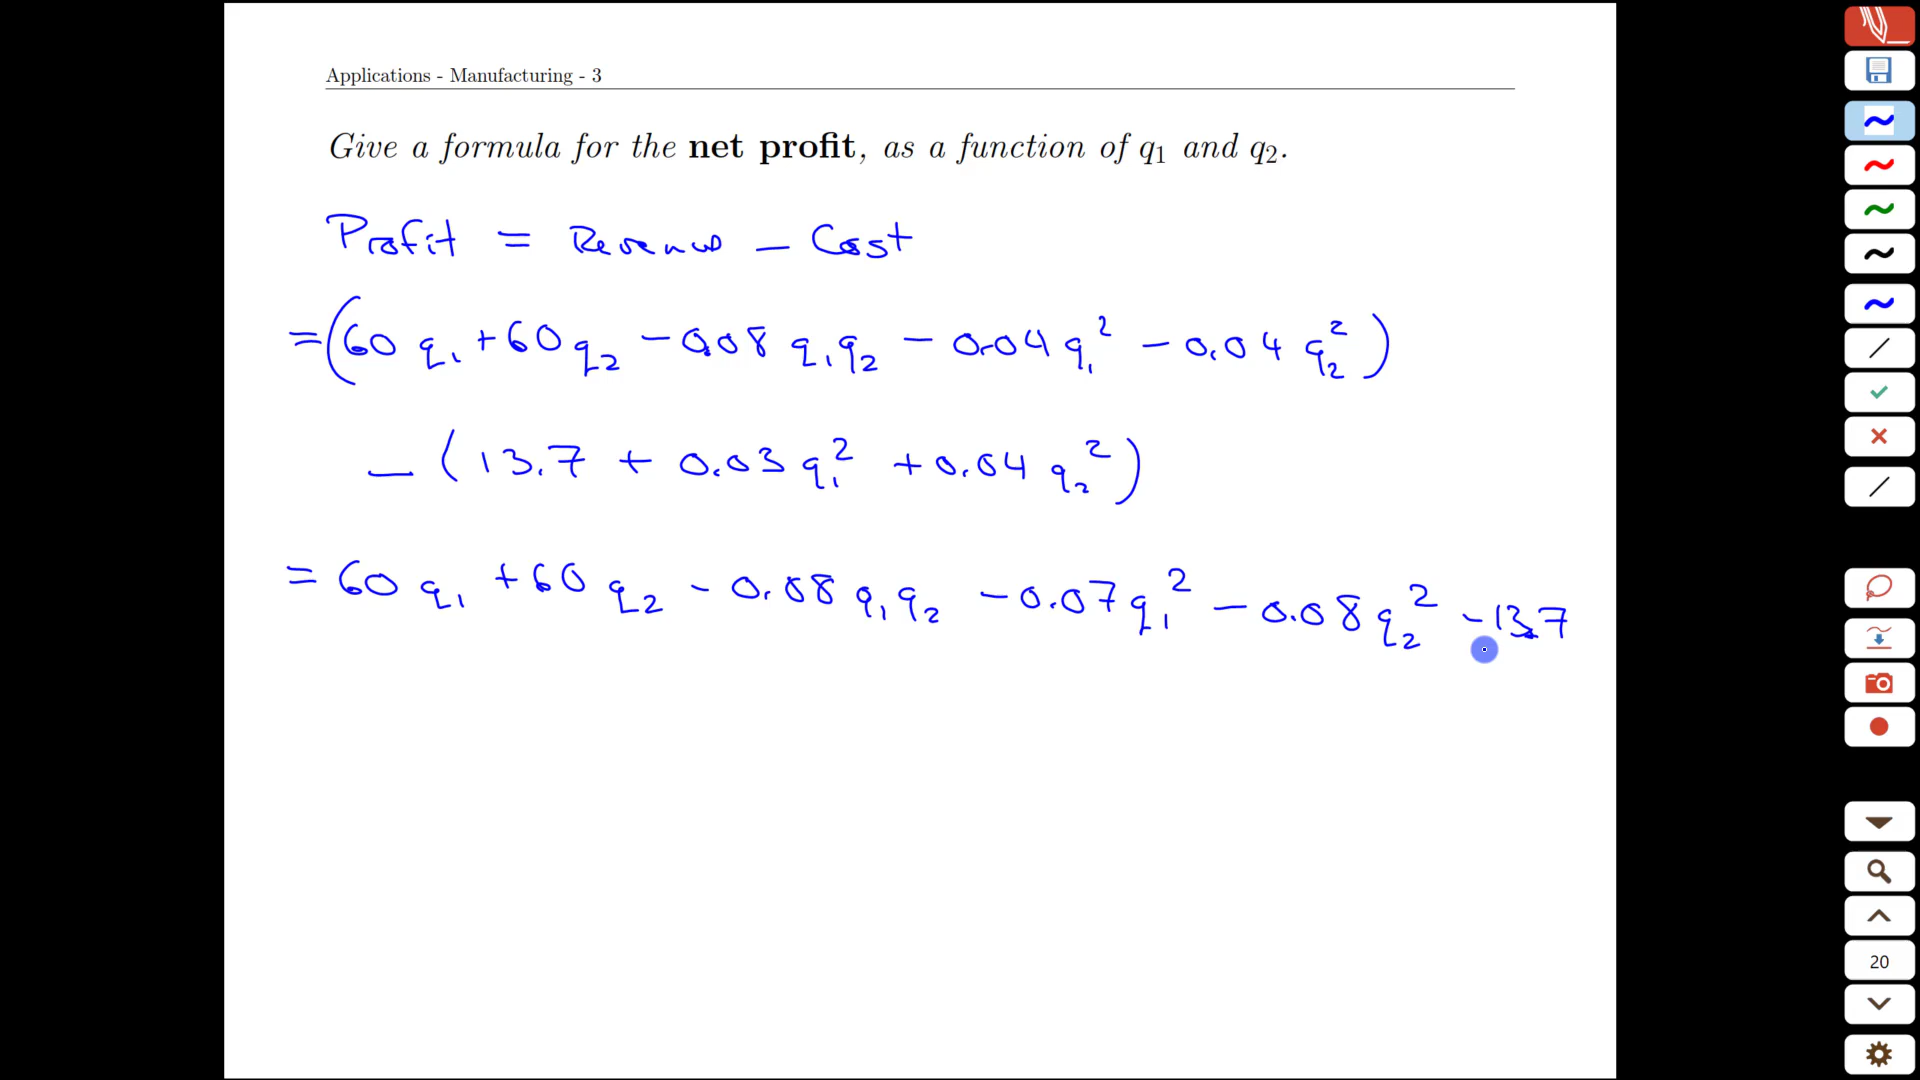 Applications - Manufacturing - 3
Give a formula for the net profit, as a function of q₁ and q₂.
Profit = Revenue – Cost
= (60 q₁ + 60 q₂ – 0.08 q₁q₂ – 0.04 q₁² – 0.04 q₂²)
– (13.7 + 0.03 q₁² + 0.04 q₂²)
= 60 q₁ + 60 q₂ - 0.08 q₁q₂ – 0.07 q₁² – 0.08 q₂² - 13.7
20